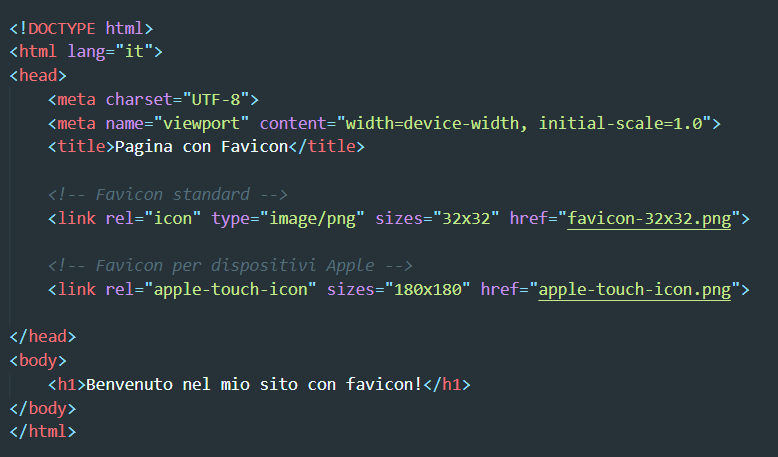 <!DOCTYPE html>
<html lang="it">
<head>
    <meta charset="UTF-8">
    <meta name="viewport" content="width=device-width, initial-scale=1.0">
    <title>Pagina con Favicon</title>

    <!-- Favicon standard -->
    <link rel="icon" type="image/png" sizes="32x32" href="favicon-32x32.png">

    <!-- Favicon per dispositivi Apple -->
    <link rel="apple-touch-icon" sizes="180x180" href="apple-touch-icon.png">

</head>
<body>
    <h1>Benvenuto nel mio sito con favicon!</h1>
</body>
</html>